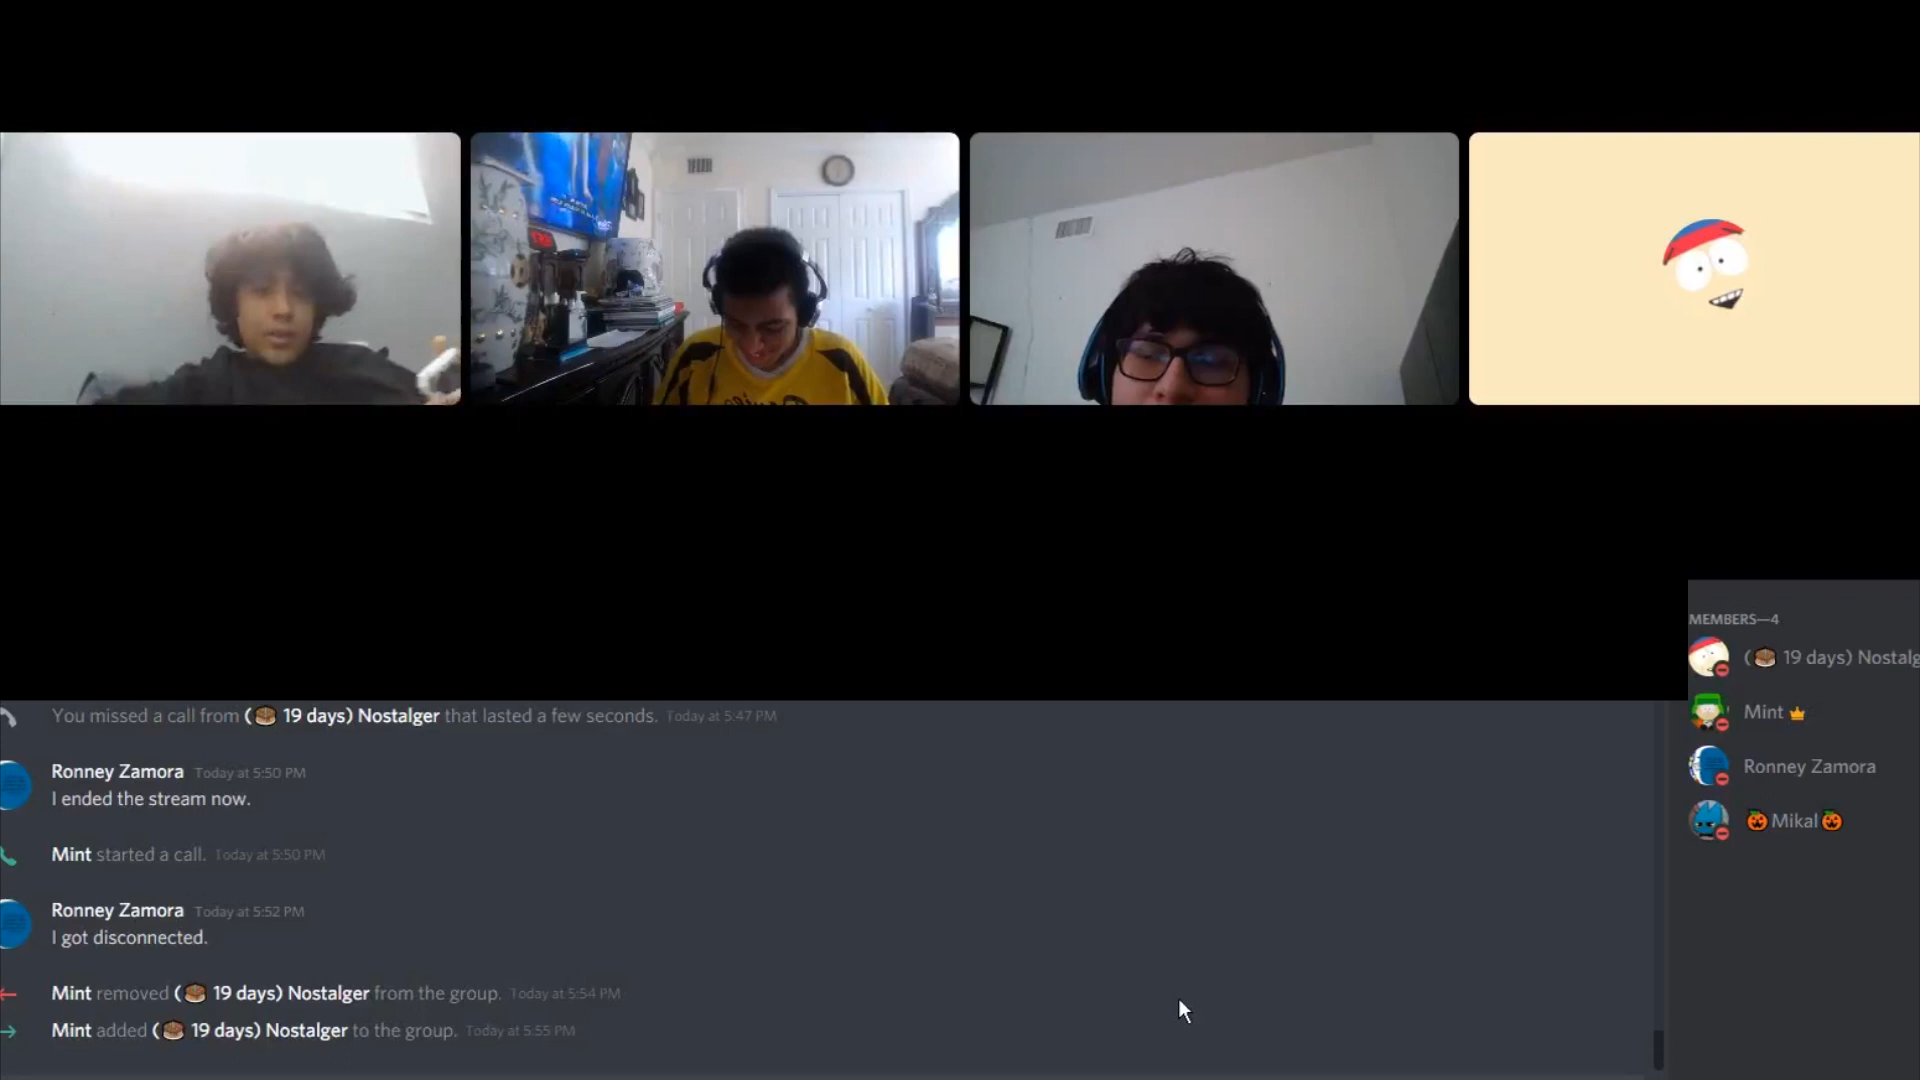 MEMBERS—4
(🥞 19 days) Nostalg
Mint
Ronney Zamora
🎃Mikal🎃
You missed a call from (🥞 19 days) Nostalger that lasted a few seconds. Today at 5:47 PM
Ronney Zamora Today at 5:50 PM
I ended the stream now.
Mint started a call. Today at 5:50 PM
Ronney Zamora Today at 5:52 PM
I got disconnected.
Mint removed (🥞 19 days) Nostalger from the group. Today at 5:54 PM
Mint added (🥞 19 days) Nostalger to the group. Today at 5:55 PM